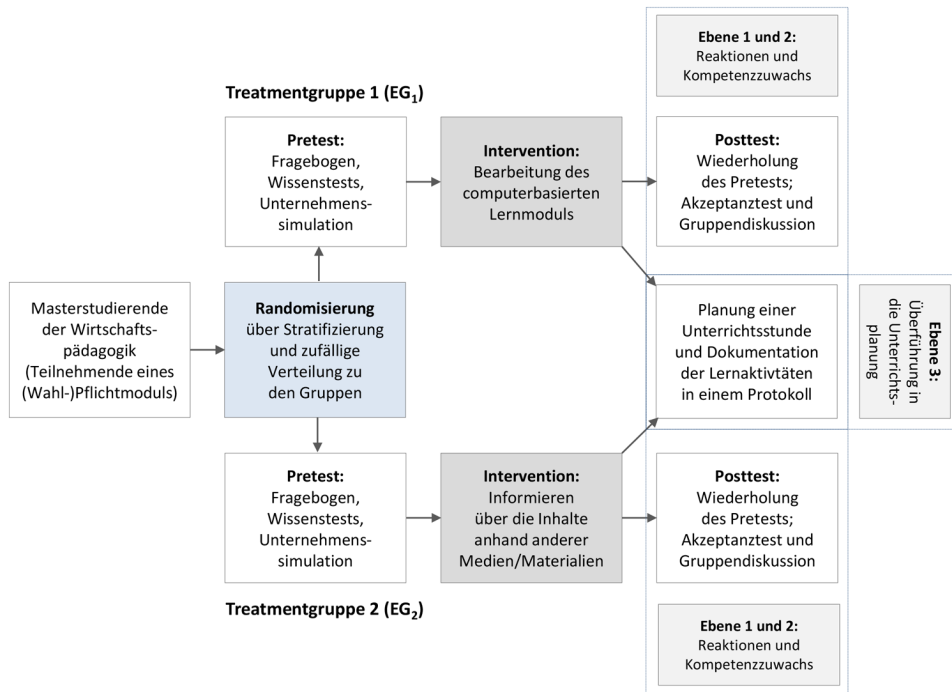 Ebene 1 und 2:
Reaktionen und
Kompetenzzuwachs
Treatmentgruppe 1 (EG1)
Pretest:
Fragebogen,
Wissenstests,
Unternehmens-
simulation
Intervention:
Bearbeitung des
computerbasierten
Lernmoduls
Posttest:
Wiederholung
des Pretests;
Akzeptanztest und
Gruppendiskussion
Masterstudierende
der Wirtschafts-
pädagogik
(Teilnehmende eines
(Wahl-)Pflichtmoduls)
Randomisierung
über Stratifizierung
und zufällige
Verteilung zu
den Gruppen
Planung einer
Unterrichtsstunde
und Dokumentation
der Lernaktivtäten
in einem Protokoll
Ebene 3:
Überführung in
die Unterrichts-
planung
Pretest:
Fragebogen,
Wissenstests,
Unternehmens-
simulation
Intervention:
Informieren
über die Inhalte
anhand anderer
Medien/Materialien
Posttest:
Wiederholung
des Pretests;
Akzeptanztest und
Gruppendiskussion
Treatmentgruppe 2 (EG2)
Ebene 1 und 2:
Reaktionen und
Kompetenzzuwachs